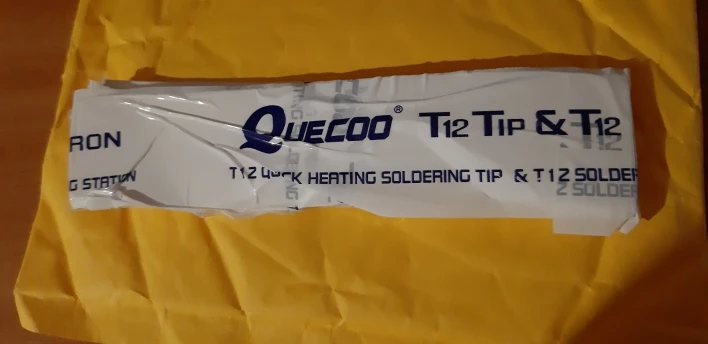 RON QUECOO® T12 TIP & T12
G STATION T12 QUICK HEATING SOLDERING TIP & T12 SOLDER